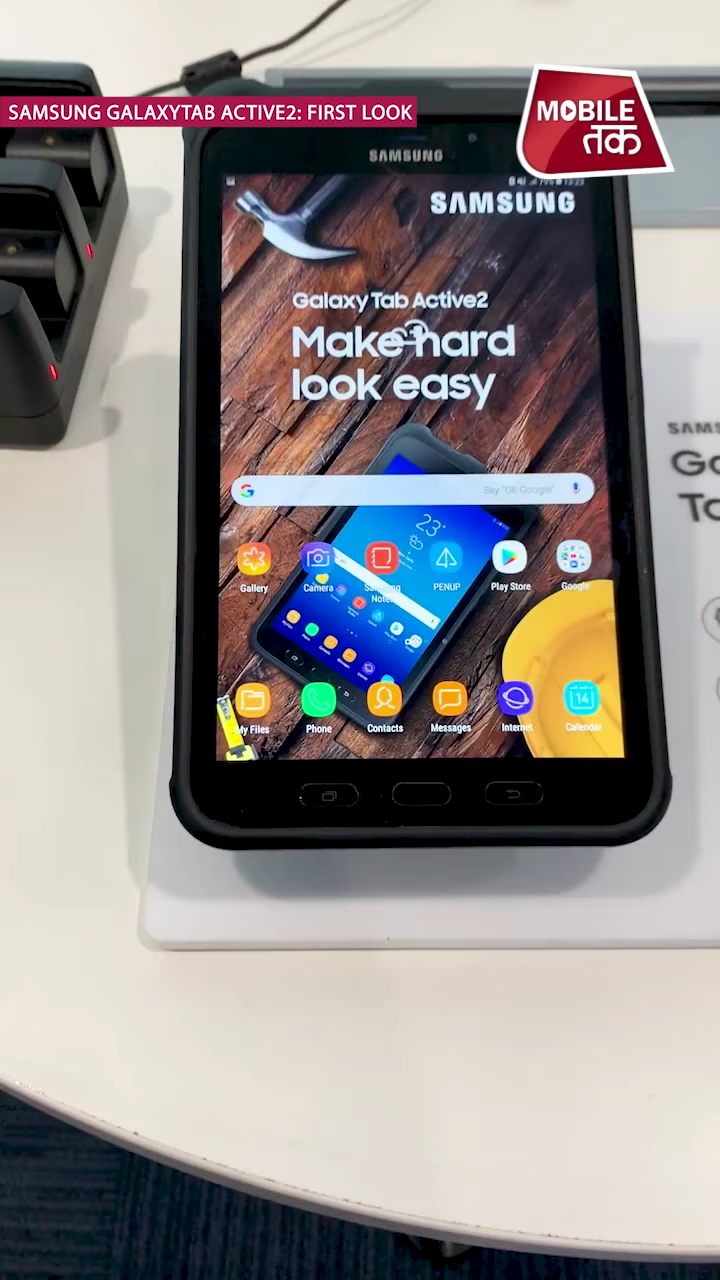 SAMSUNG GALAXYTAB ACTIVE2: FIRST LOOK
MOBILE
तक
SAMSUNG
SAMSUNG
Galaxy Tab Active2
Make hard
look easy
Say "Ok Google"
23°
Gallery
Camera
Samsung
Notes
PENUP
Play Store
Google
My Files
Phone
Contacts
Messages
Internet
14
Calendar
SAMS
Ga
Ta